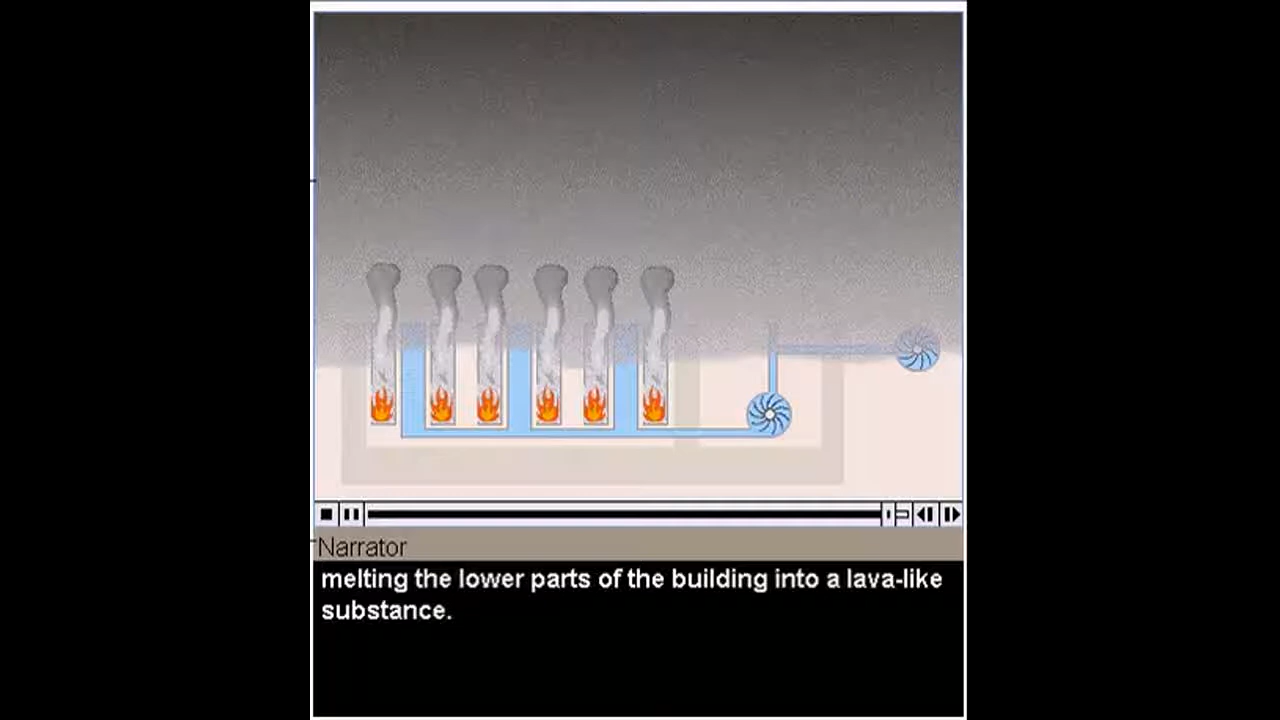 Narrator
melting the lower parts of the building into a lava-like
substance.